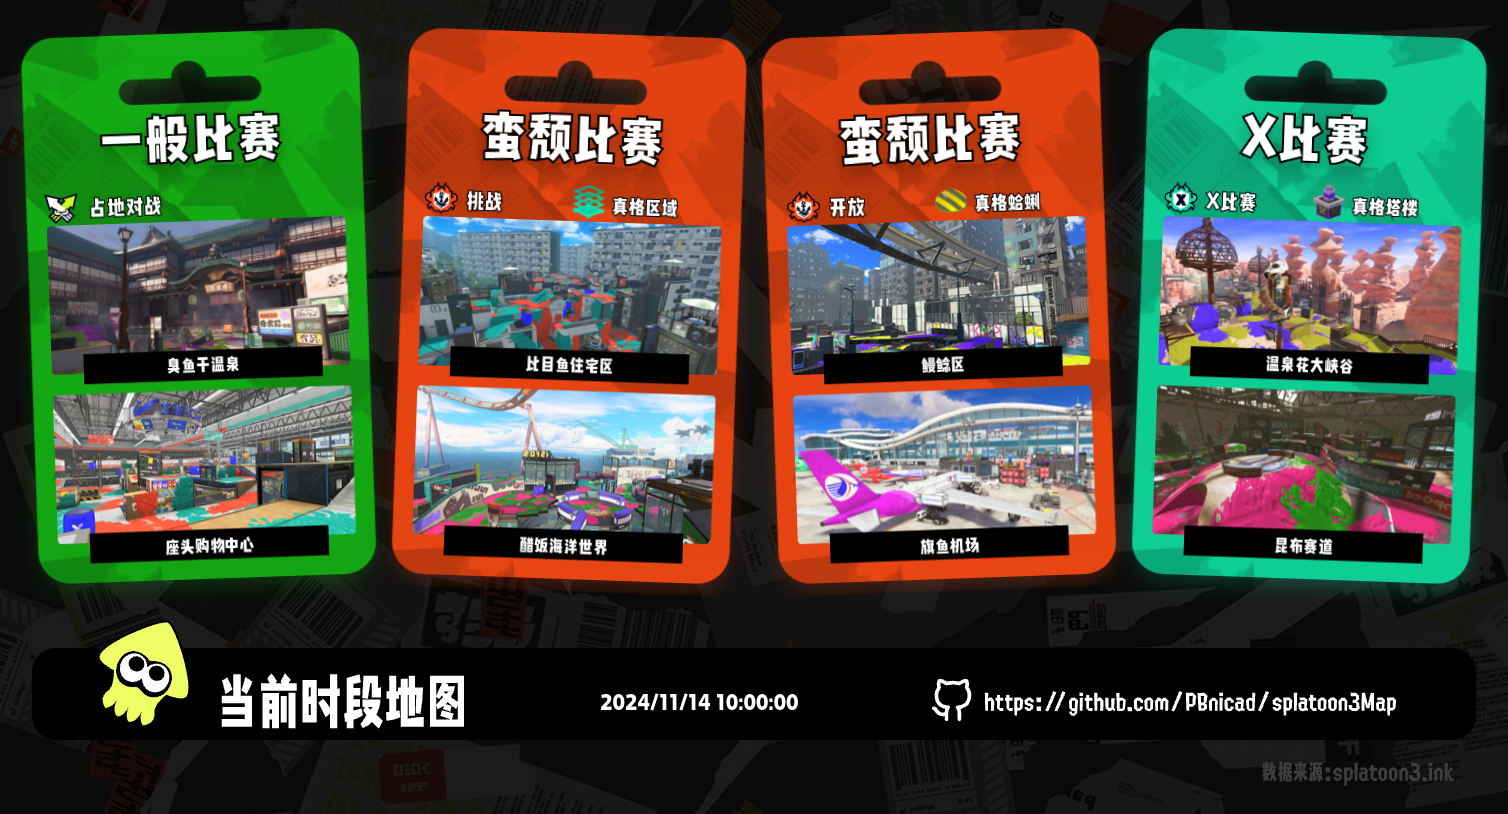 一般比赛
占地对战
臭鱼干温泉
座头购物中心
蛮颓比赛
挑战
真格区域
比目鱼住宅区
醋饭海洋世界
蛮颓比赛
开放
真格蛤蜊
鳗鲶区
旗鱼机场
X比赛
X比赛
真格塔楼
温泉花大峡谷
昆布赛道
当前时段地图
2024/11/14 10:00:00
https://github.com/PBnicad/splatoon3Map
数据来源:splatoon3.ink